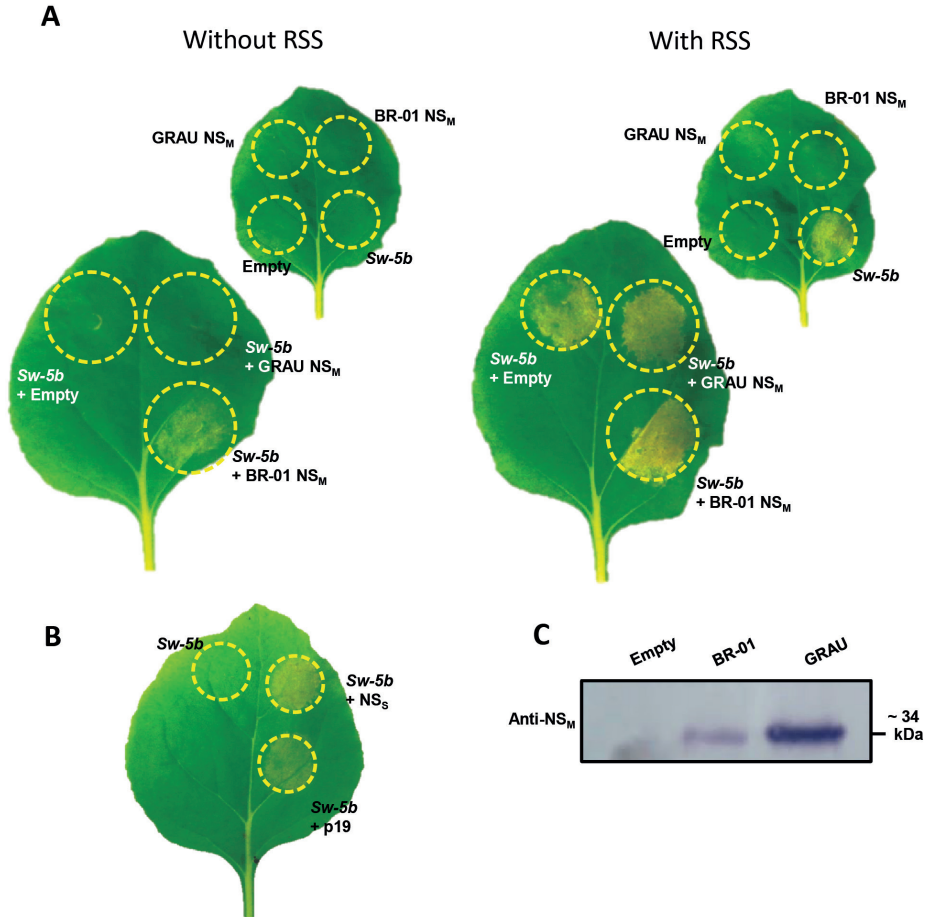 A
Without RSS
With RSS
GRAU NSM
BR-01 NSM
Empty
Sw-5b
Sw-5b
+ Empty
Sw-5b
+ GRAU NSM
Sw-5b
+ BR-01 NSM
GRAU NSM
BR-01 NSM
Empty
Sw-5b
Sw-5b
+ Empty
Sw-5b
+ GRAU NSM
Sw-5b
+ BR-01 NSM
B
Sw-5b
Sw-5b
+ NSS
Sw-5b
+ p19
C
Empty
BR-01
GRAU
Anti-NSM
~ 34
kDa